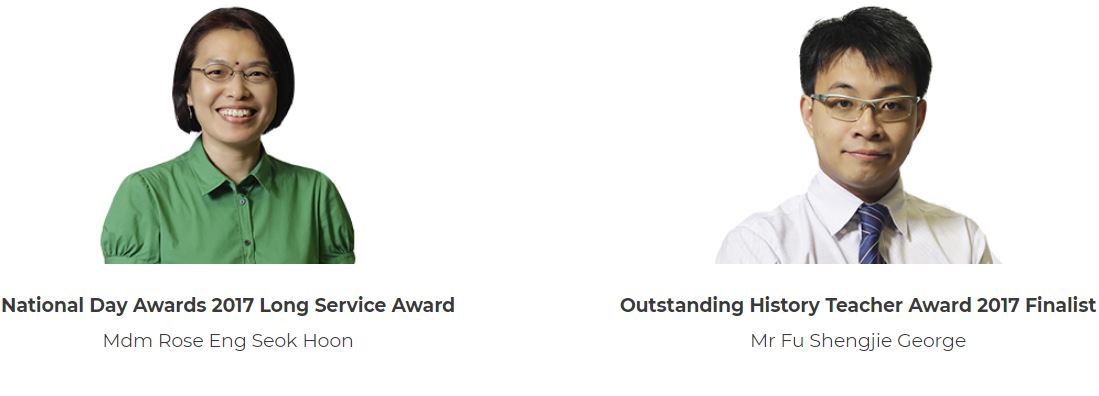 National Day Awards 2017 Long Service Award
Mdm Rose Eng Seok Hoon
Outstanding History Teacher Award 2017 Finalist
Mr Fu Shengjie George